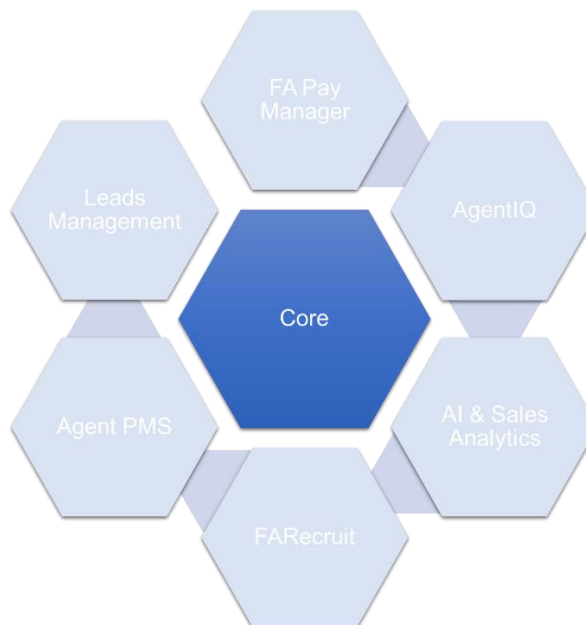 FA Pay
Manager
Leads
Management
AgentIQ
Core
Agent PMS
AI & Sales
Analytics
FARecruit